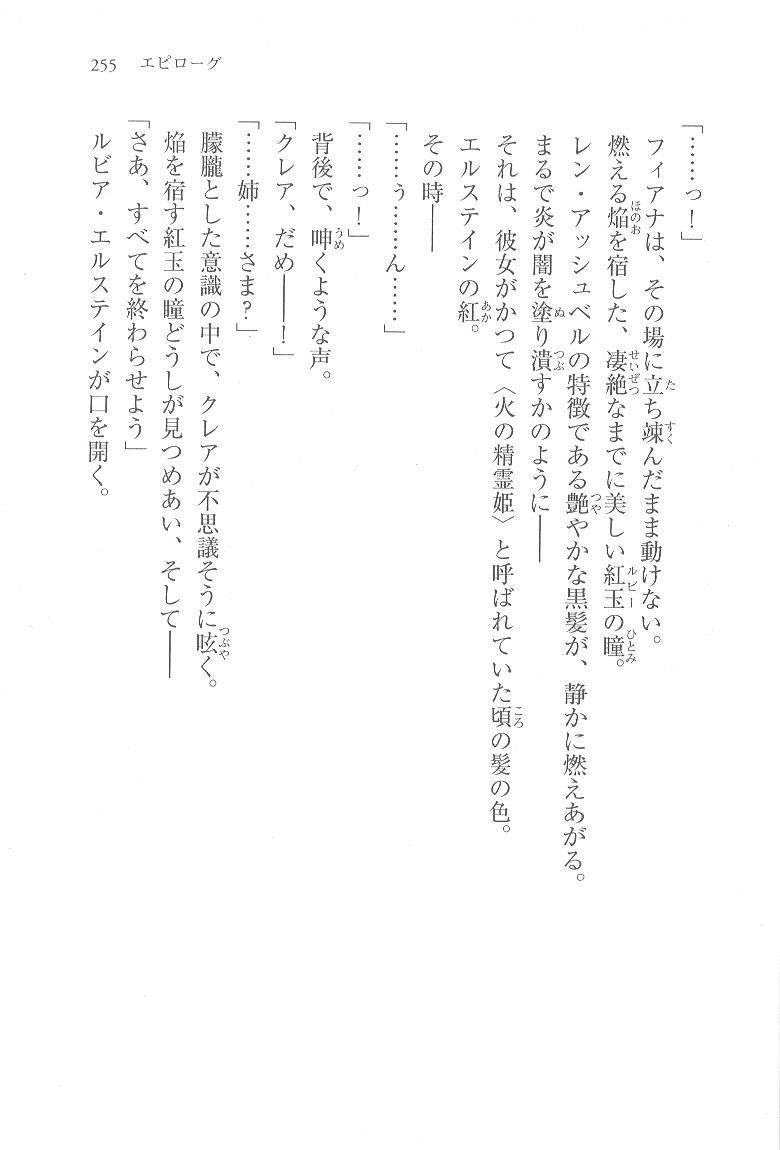 255　エピローグ
「……っ！」
フィアナは、その場に立ち竦んだまま動けない。
燃える焔を宿した、凄絶なまでに美しい紅玉の瞳。
レン・アッシュベルの特徴である艶やかな黒髪が、静かに燃えあがる。
まるで炎が闇を塗り潰すかのように――
それは、彼女がかつて〈火の精霊姫〉と呼ばれていた頃の髪の色。
エルステインの紅。
その時――
「……ぅ……ん……」
「……っ！」
背後で、呻くような声。
「クレア、だめ――！」
「……姉……さま？」
朦朧とした意識の中で、クレアが不思議そうに呟く。
焔を宿す紅玉の瞳どうしが見つめあい、そして――
「さあ、すべてを終わらせよう」
ルビア・エルステインが口を開く。